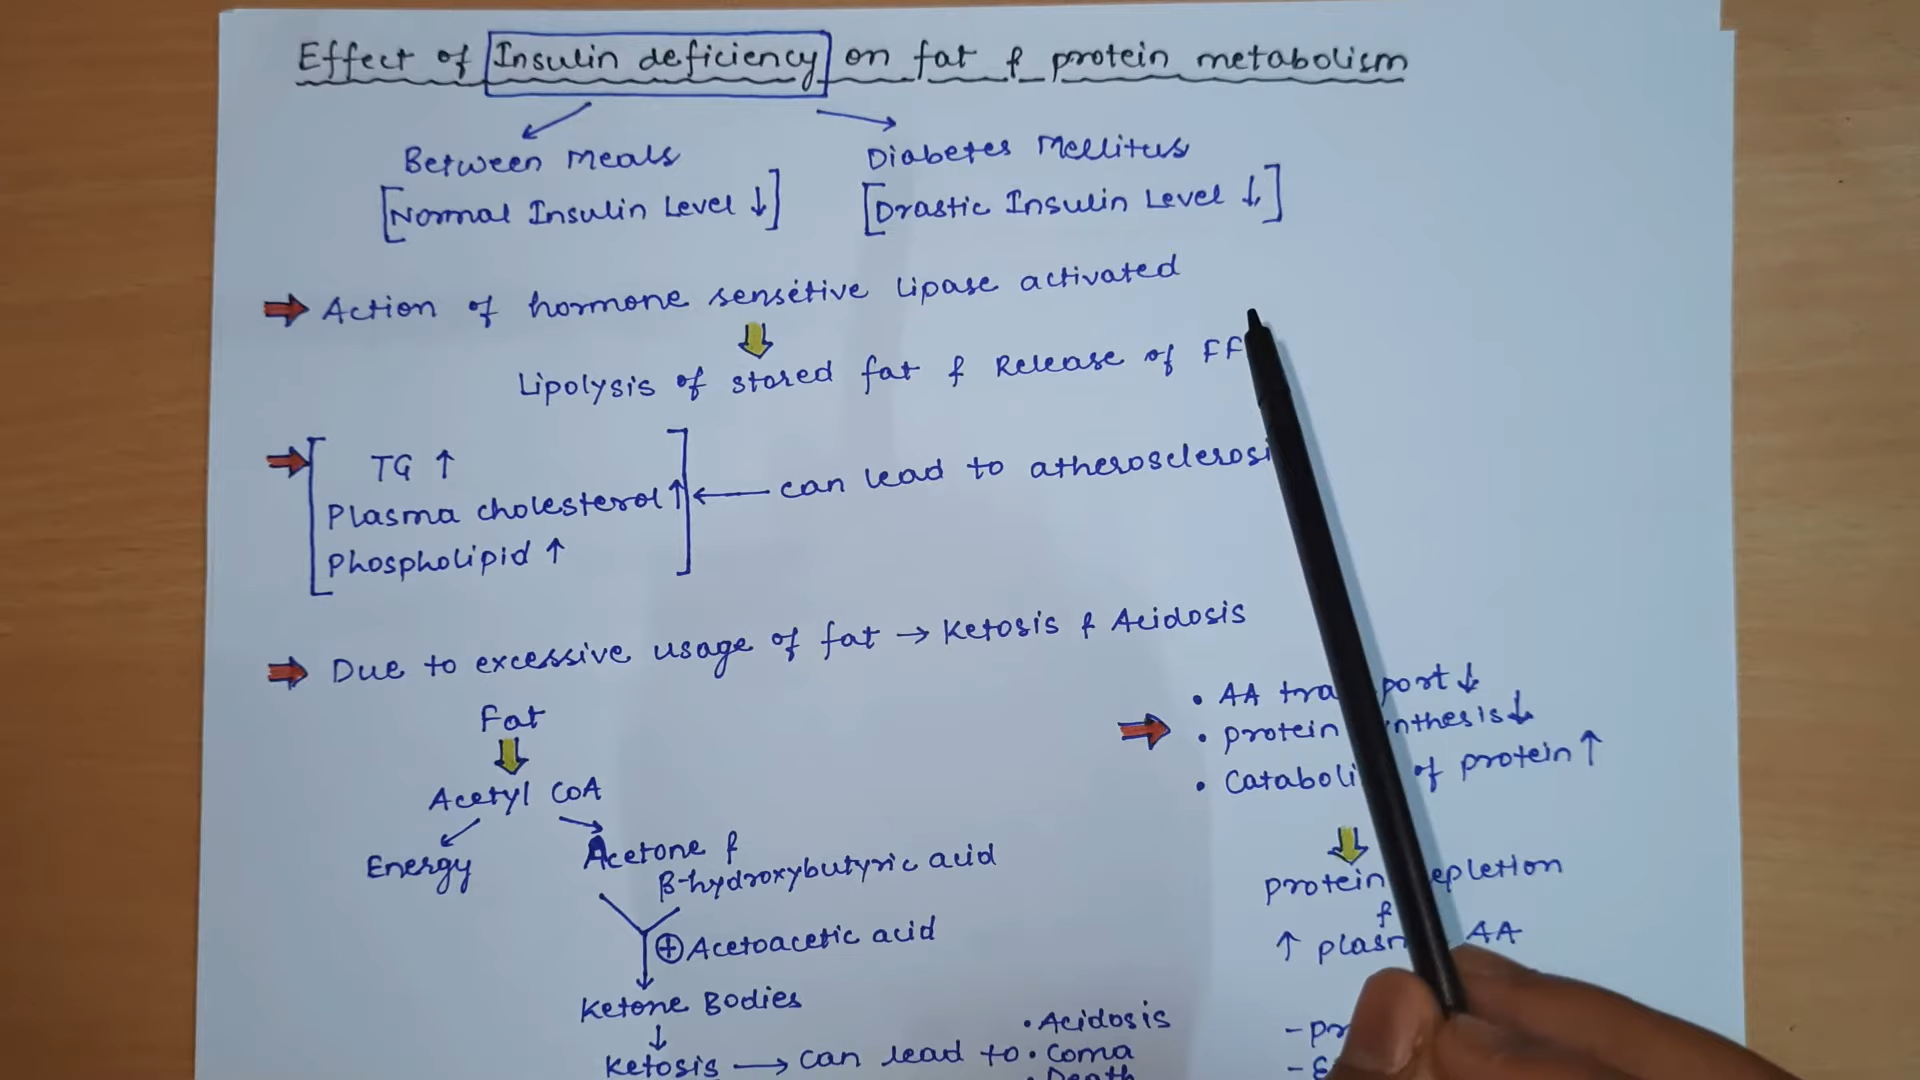 Effect of Insulin deficiency on fat & protein metabolism
Between Meals
[Normal Insulin Level ↓]
Diabetes Mellitus
[Drastic Insulin Level ↓]
Action of hormone sensitive Lipase activated
Lipolysis of stored fat & Release of FF
TG ↑
Plasma cholesterol ↑
Phospholipid ↑
← can lead to
Due to excessive usage of fat → Ketosis & Acidosis
Fat
Acetyl CoA
Energy
Acetone &
β-hydroxybutyric acid
⊕ Acetoacetic acid
Ketone Bodies
↓
Ketosis → can lead to
• Acidosis
• Coma
• Death
• AA ↓
• protein ↓
• of protein ↑
protein
&
↑ AA